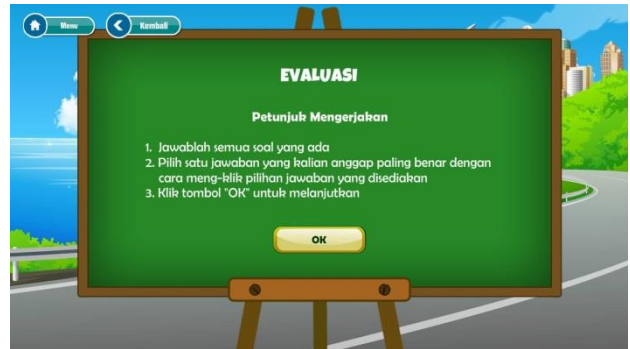 Menu
Kembali
EVALUASI
Petunjuk Mengerjakan
1. Jawablah semua soal yang ada
2. Pilih satu jawaban yang kalian anggap paling benar dengan
cara meng-klik pilihan jawaban yang disediakan
3. Klik tombol "OK" untuk melanjutkan
OK